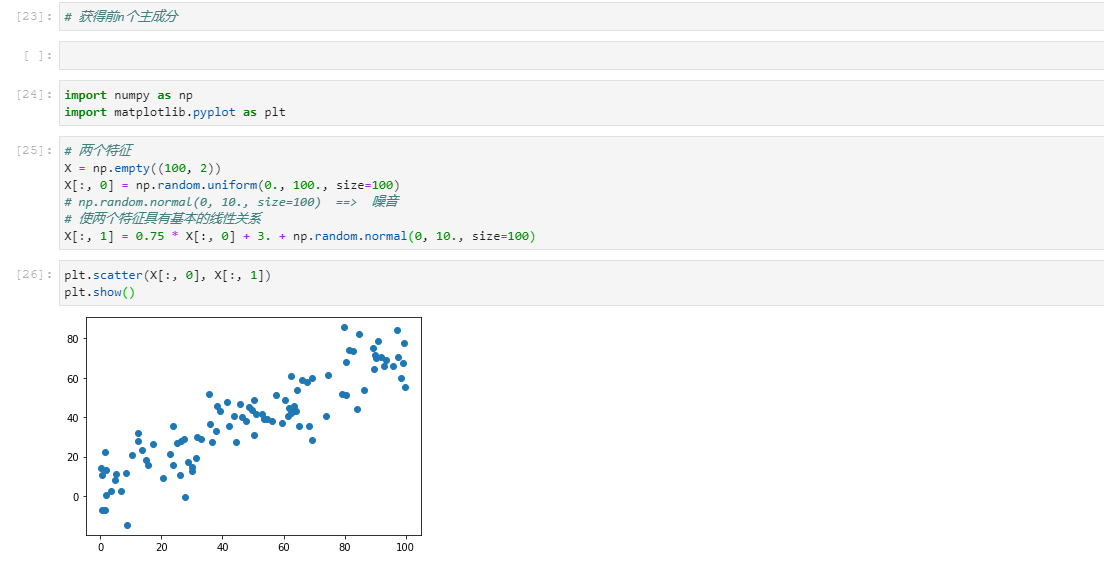 [23]: # 获得前n个主成分
[ ]:
[24]: import numpy as np
import matplotlib.pyplot as plt
[25]: # 两个特征
X = np.empty((100, 2))
X[:, 0] = np.random.uniform(0., 100., size=100)
# np.random.normal(0, 10., size=100)  ==>  噪音
# 使两个特征具有基本的线性关系
X[:, 1] = 0.75 * X[:, 0] + 3. + np.random.normal(0, 10., size=100)
[26]: plt.scatter(X[:, 0], X[:, 1])
plt.show()
80
60
40
20
0
0 20 40 60 80 100